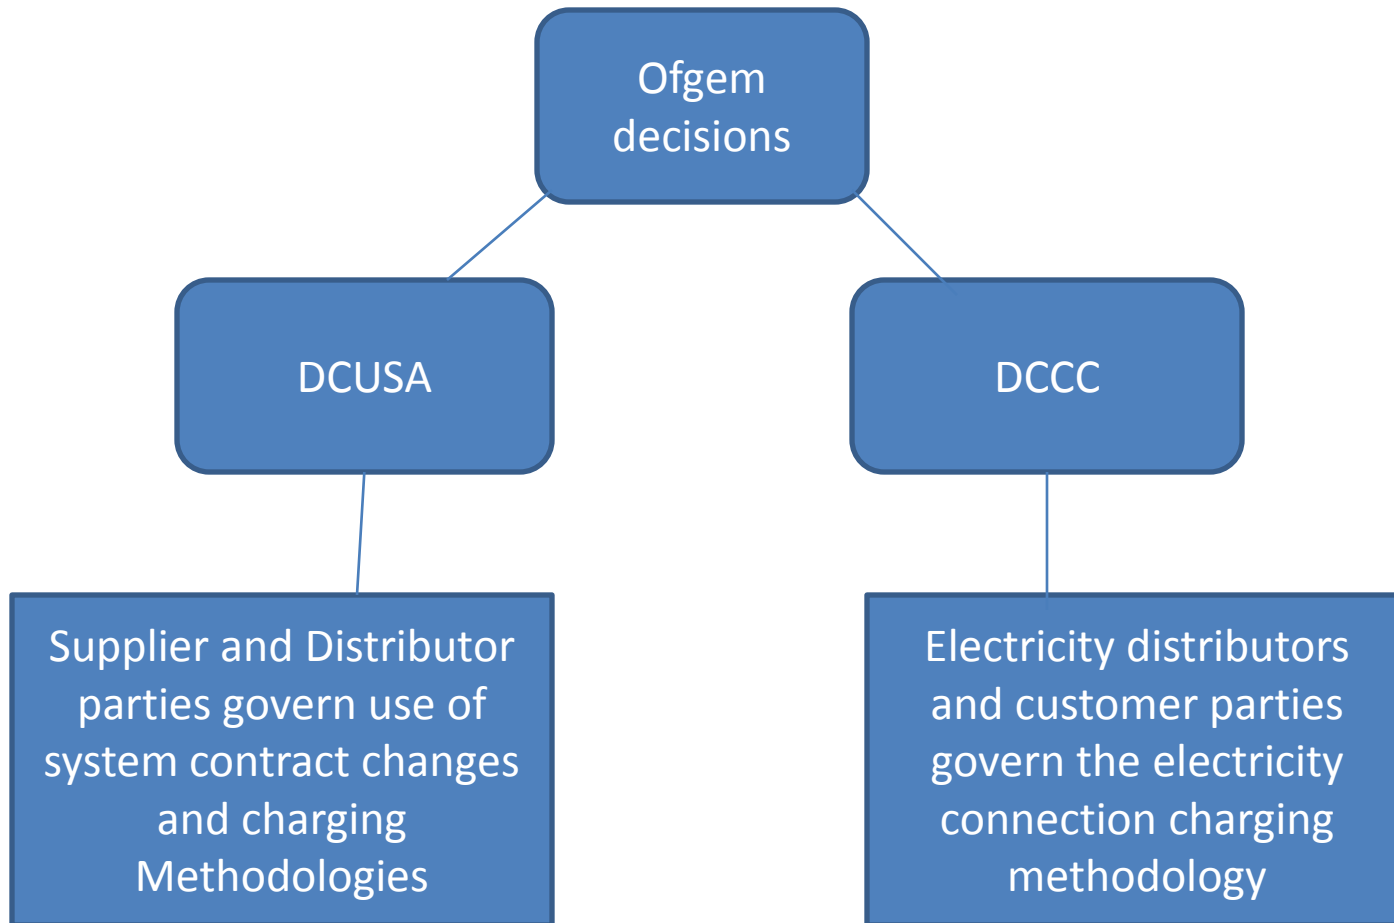 Ofgem
decisions
DCUSA
DCCC
Supplier and Distributor
parties govern use of
system contract changes
and charging
Methodologies
Electricity distributors
and customer parties
govern the electricity
connection charging
methodology